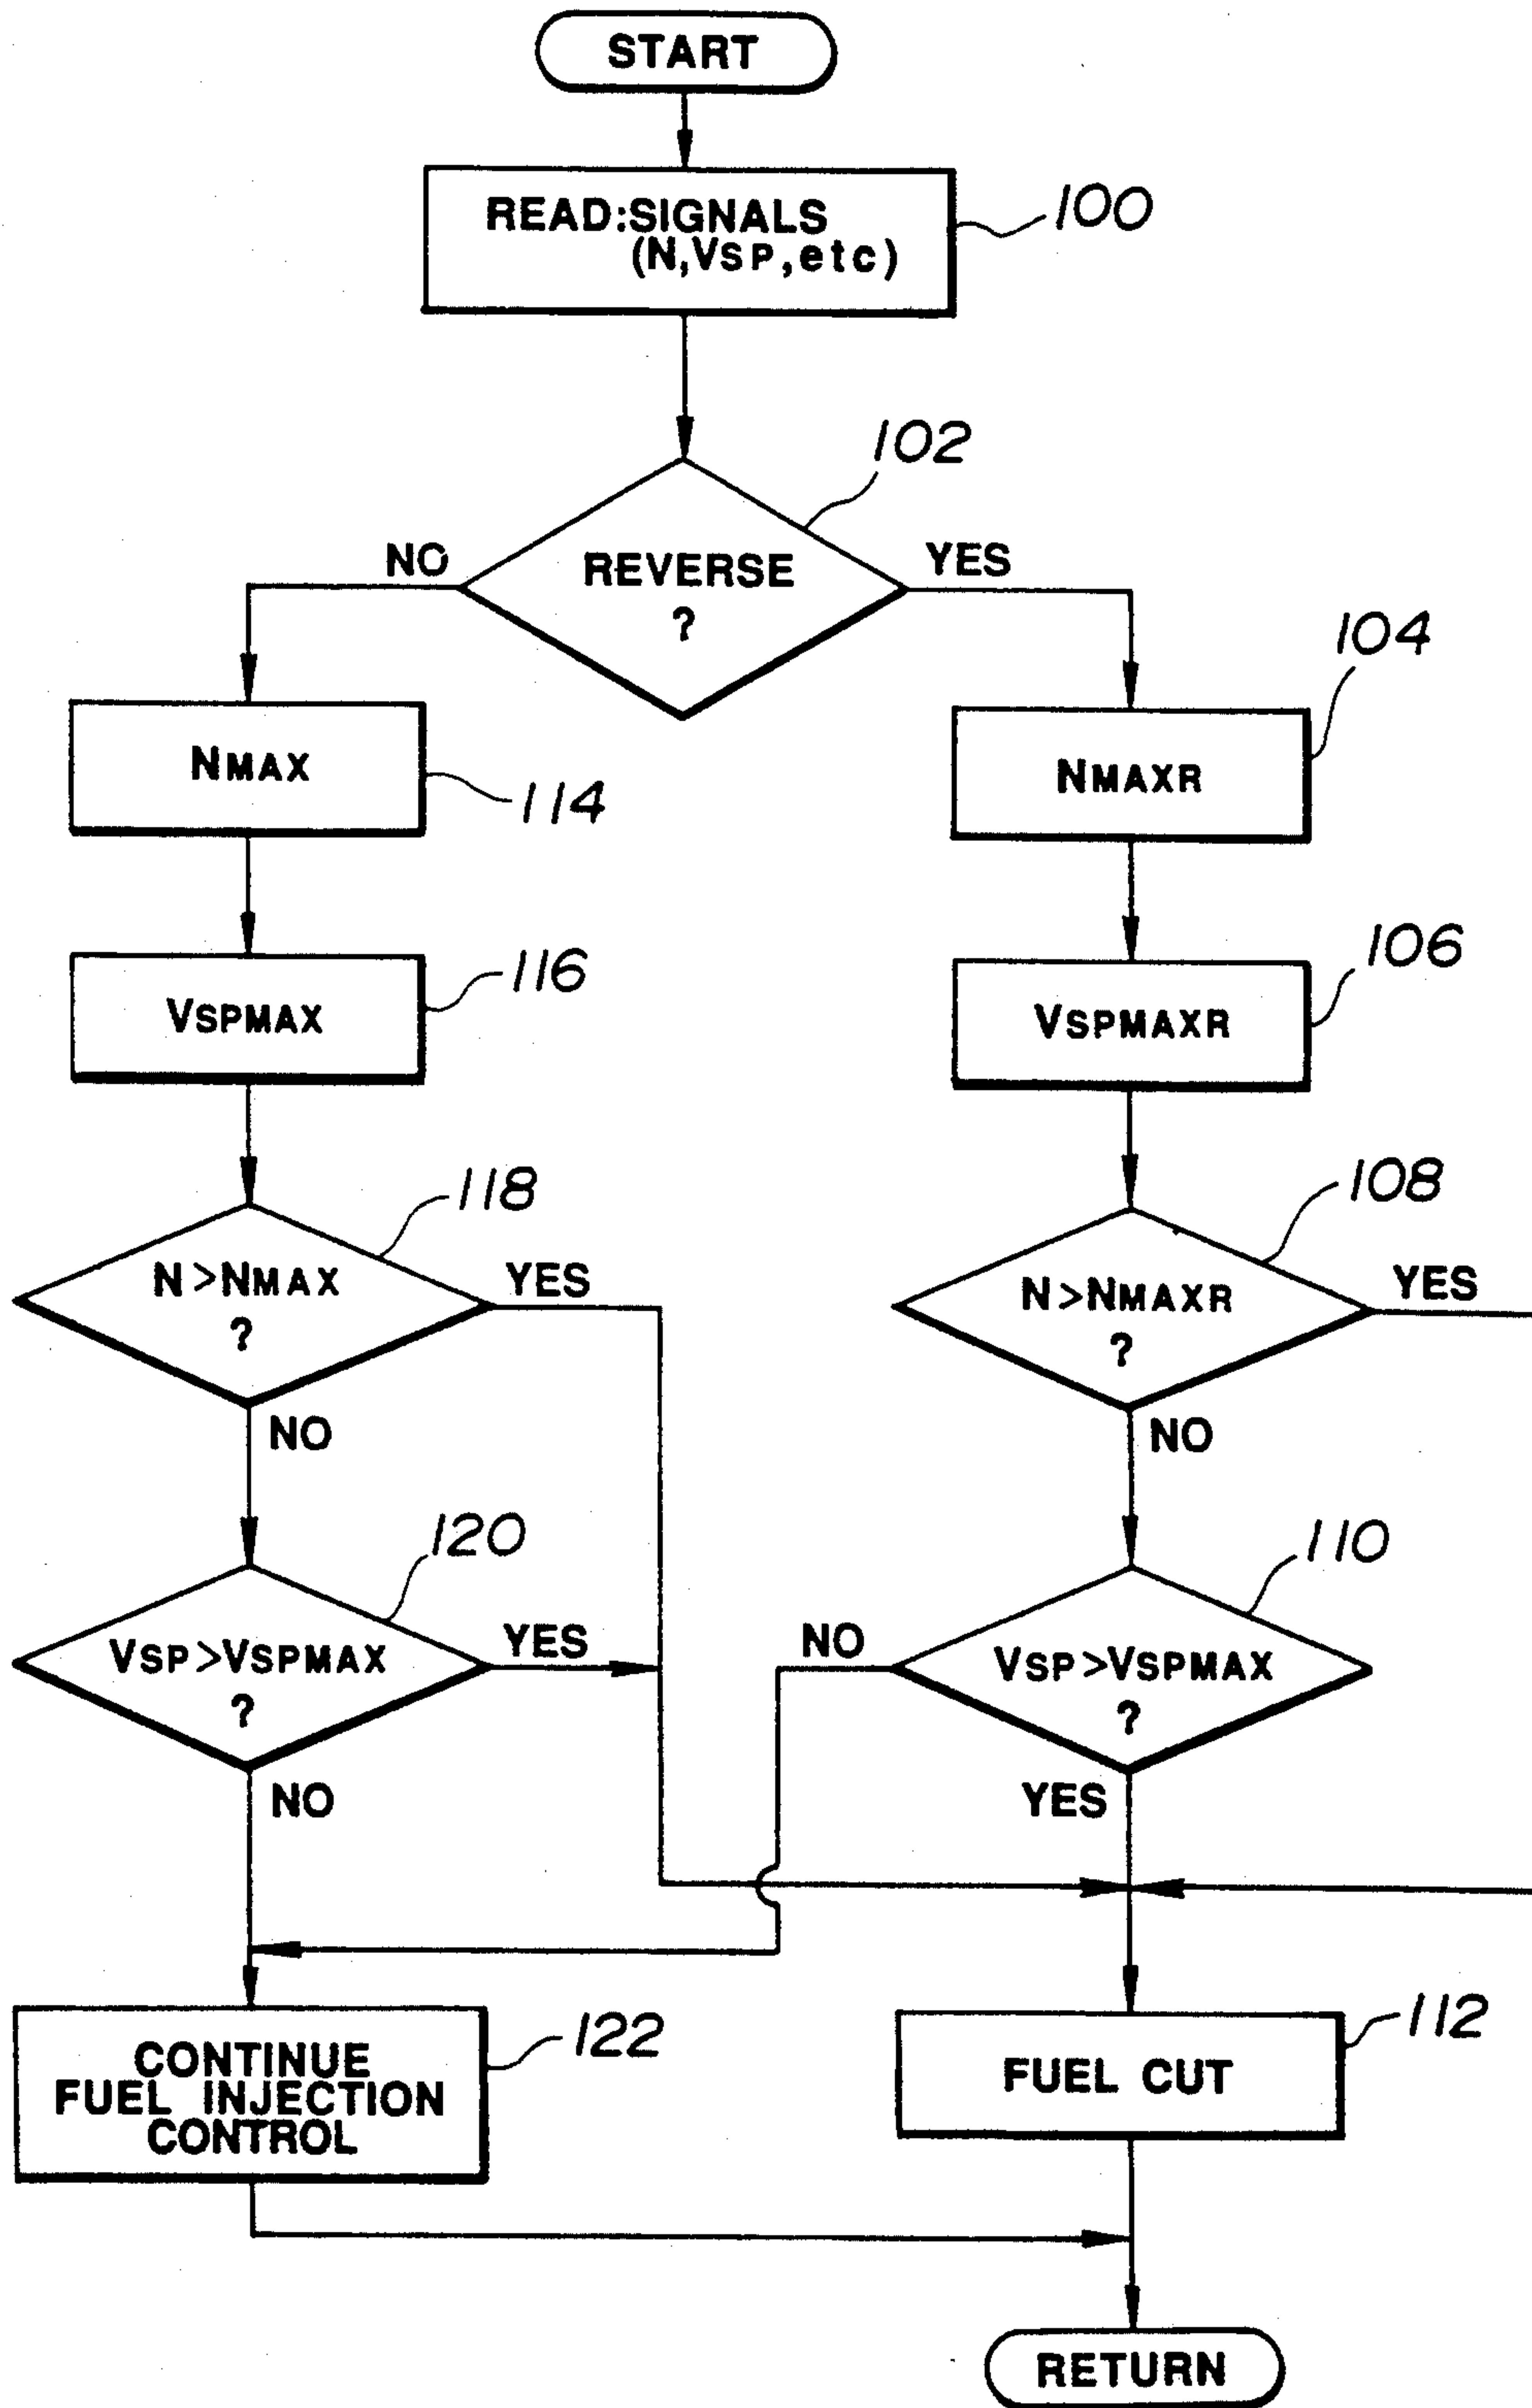 START
READ:SIGNALS
(N,VSP,etc)
100
102
NO
REVERSE
?
YES
104
NMAX
114
NMAXR
116
VSPMAX
106
VSPMAXR
118
N>NMAX
?
YES
NO
108
N>NMAXR
?
YES
NO
120
VSP>VSPMAX
?
YES
NO
110
NO
VSP>VSPMAX
?
YES
122
CONTINUE
FUEL INJECTION
CONTROL
112
FUEL CUT
RETURN